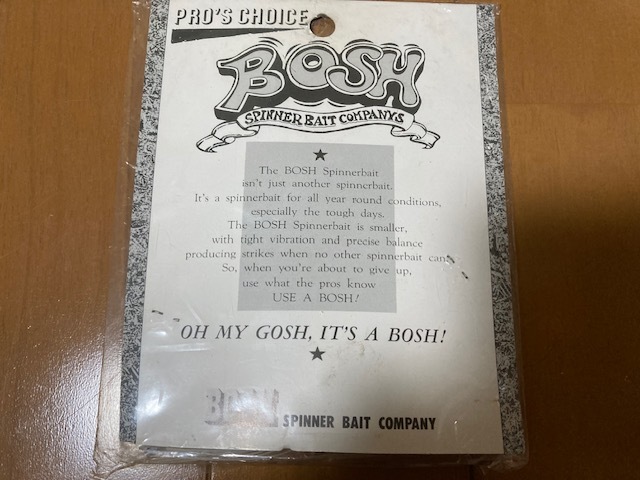 PRO'S CHOICE
BOSH
SPINNER BAIT COMPANYS
The BOSH Spinnerbait
isn't just another spinnerbait.
It's a spinnerbait for all year round conditions,
especially the tough days.
The BOSH Spinnerbait is smaller,
with tight vibration and precise balance
producing strikes when no other spinnerbait can.
So, when you're about to give up,
use what the pros know
USE A BOSH!
OH MY GOSH, IT'S A BOSH!
BOSH SPINNER BAIT COMPANY